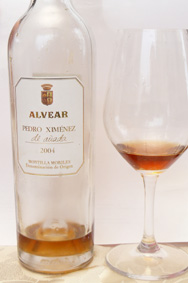 ALVEAR
PEDRO XIMÉNEZ
de añada
2004
MONTILLA-MORILES
Denominación de Origen